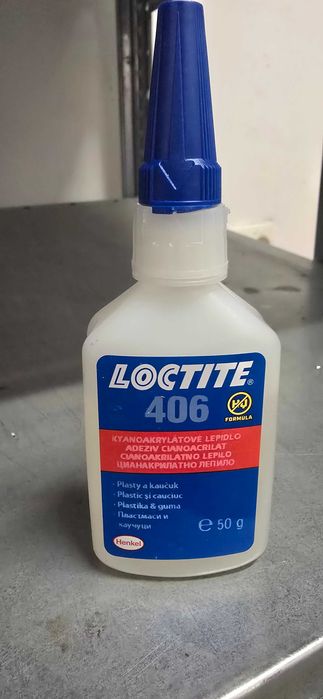 LOCTITE®
406
FORMULA
KYANOAKRYLÁTOVÉ LEPIDLO
ADEZIV CIANOACRILAT
CIANOAKRILATNO LEPILO
ЦИАНАКРИЛАТНО ЛЕПИЛО
· Plasty a kaučuk
· Plastic şi cauciuc
· Plastika & guma
· Пластмаси и
каучуци
℮ 50 g
Henkel